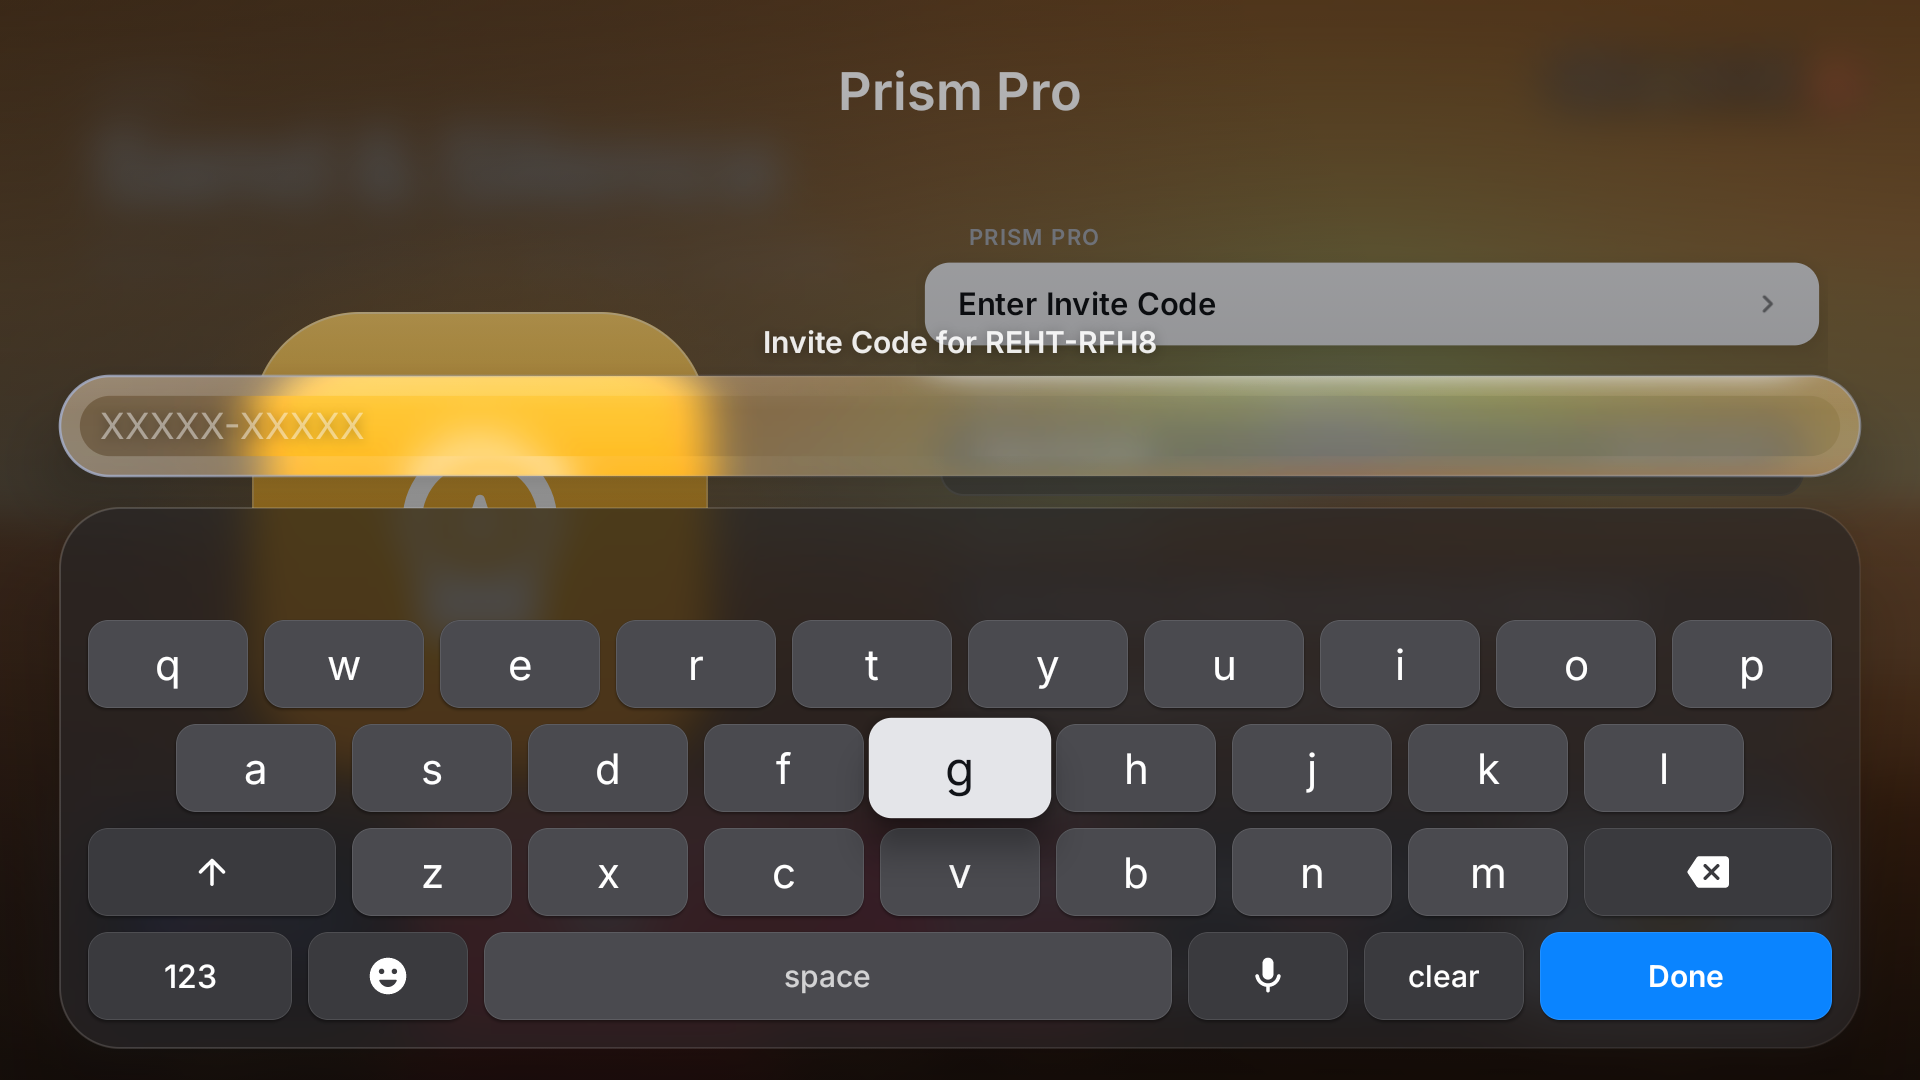 Prism Pro
PRISM PRO
Enter Invite Code
Invite Code for REHT-RFH8
XXXXX-XXXXX
q w e r t y u i o p
a s d f g h j k l
z x c v b n m
123 space clear Done